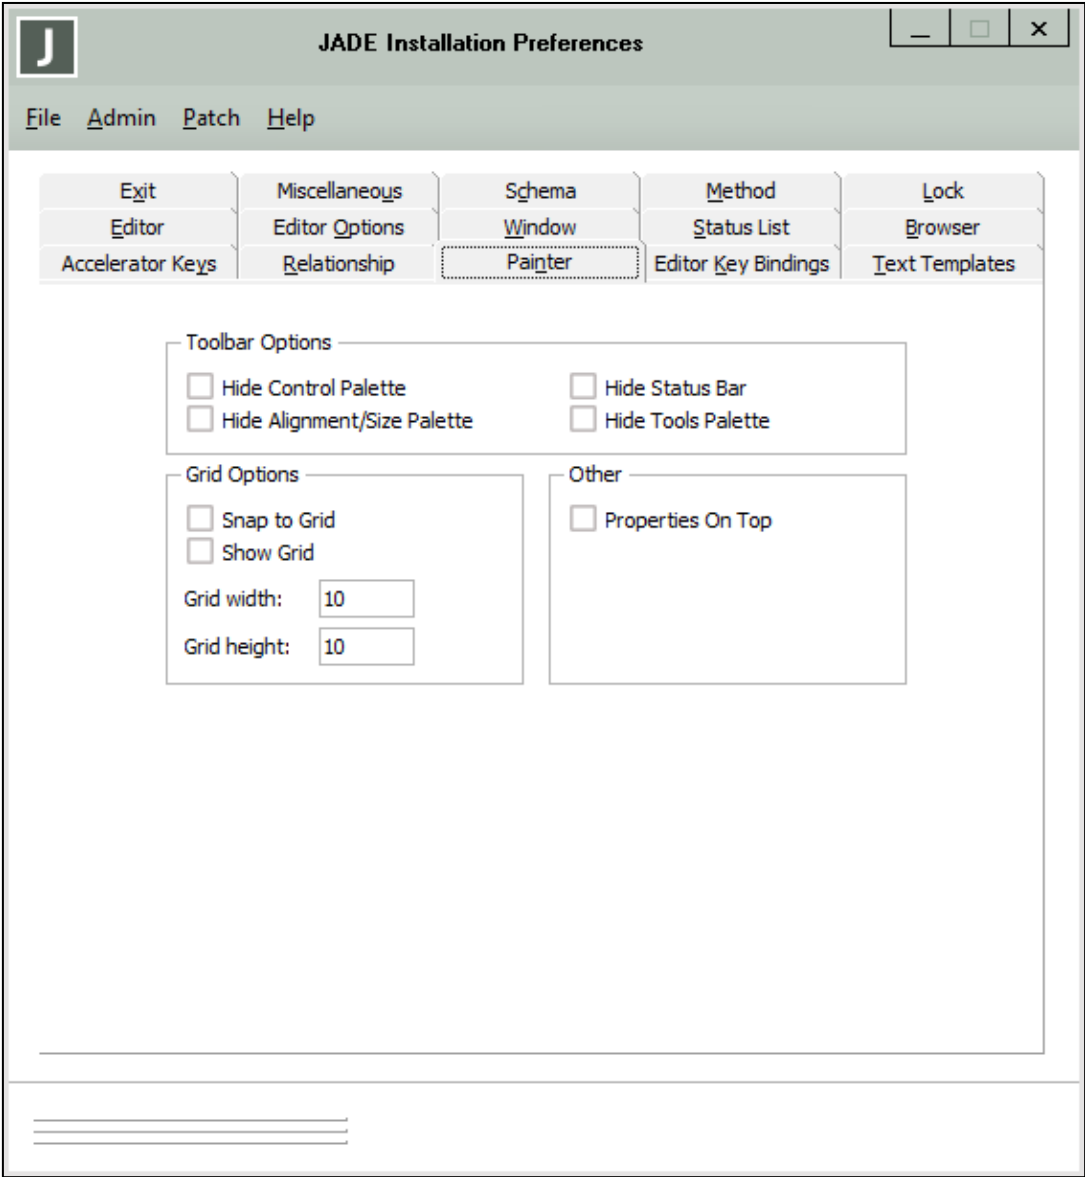 J JADE Installation Preferences
File Admin Patch Help
Exit Miscellaneous Schema Method Lock
Editor Editor Options Window Status List Browser
Accelerator Keys Relationship Painter Editor Key Bindings Text Templates
Toolbar Options
Hide Control Palette Hide Status Bar
Hide Alignment/Size Palette Hide Tools Palette
Grid Options Other
Snap to Grid Properties On Top
Show Grid
Grid width: 10
Grid height: 10